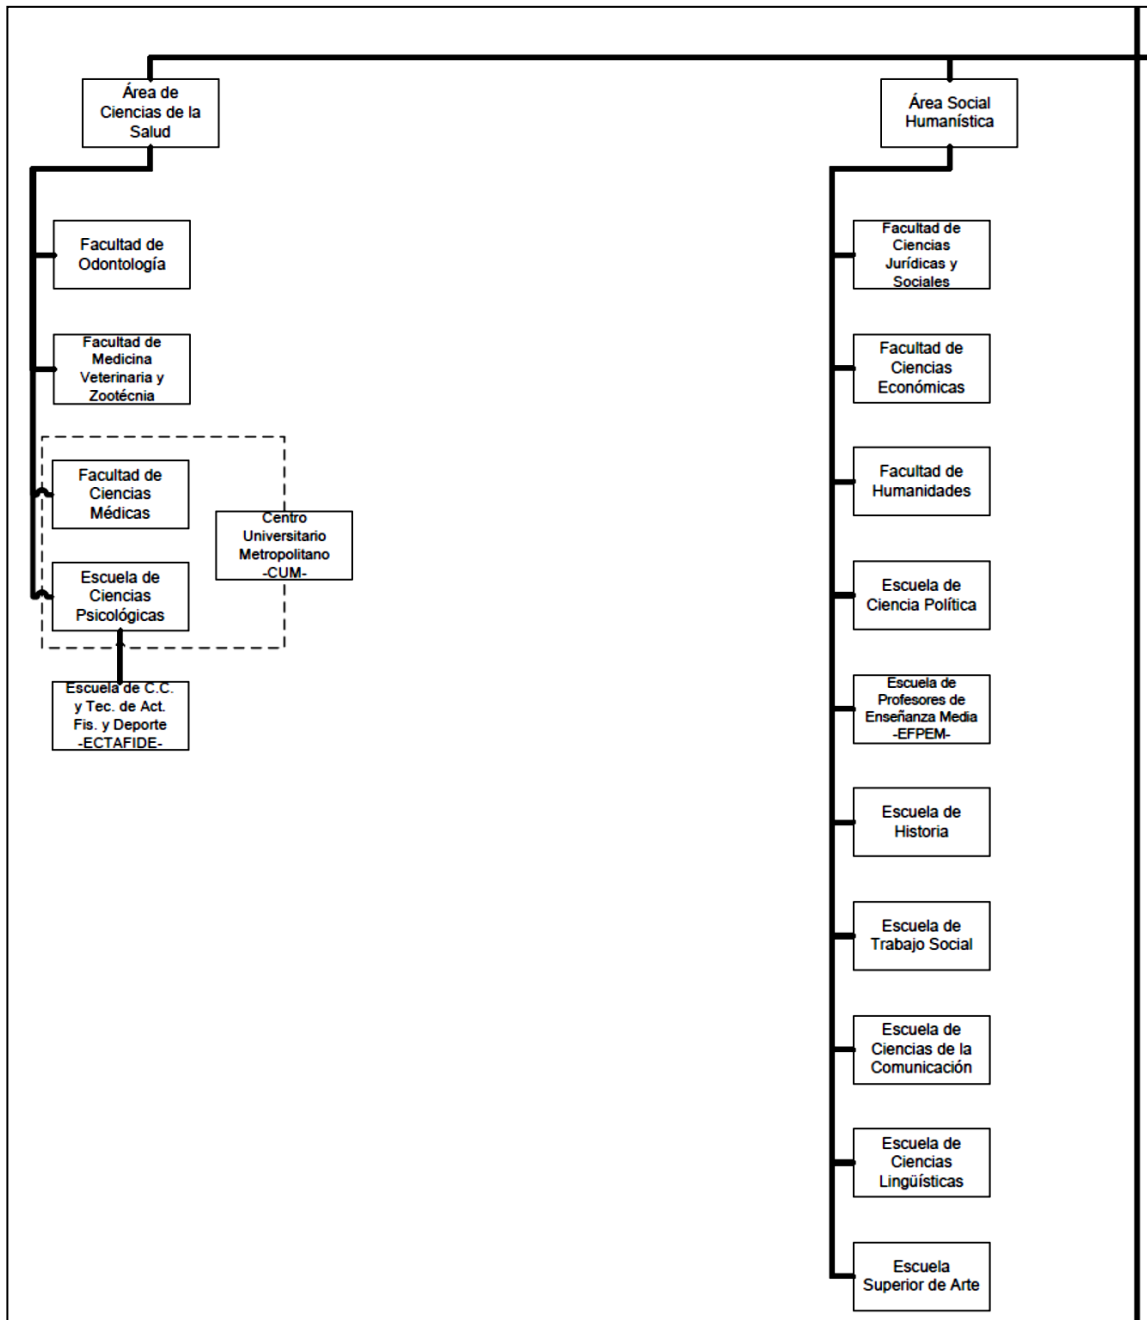 Área de
Ciencias de la
Salud
Área Social
Humanística
Facultad de
Odontología
Facultad de
Medicina
Veterinaria y
Zootécnia
Facultad de
Ciencias
Médicas
Centro
Universitario
Metropolitano
-CUM-
Escuela de
Ciencias
Psicológicas
Escuela de C.C.
y Tec. de Act.
Fis. y Deporte
-ECTAFIDE-
Facultad de
Ciencias
Jurídicas y
Sociales
Facultad de
Ciencias
Económicas
Facultad de
Humanidades
Escuela de
Ciencia Política
Escuela de
Profesores de
Enseñanza Media
-EFPEM-
Escuela de
Historia
Escuela de
Trabajo Social
Escuela de
Ciencias de la
Comunicación
Escuela de
Ciencias
Lingüísticas
Escuela
Superior de Arte